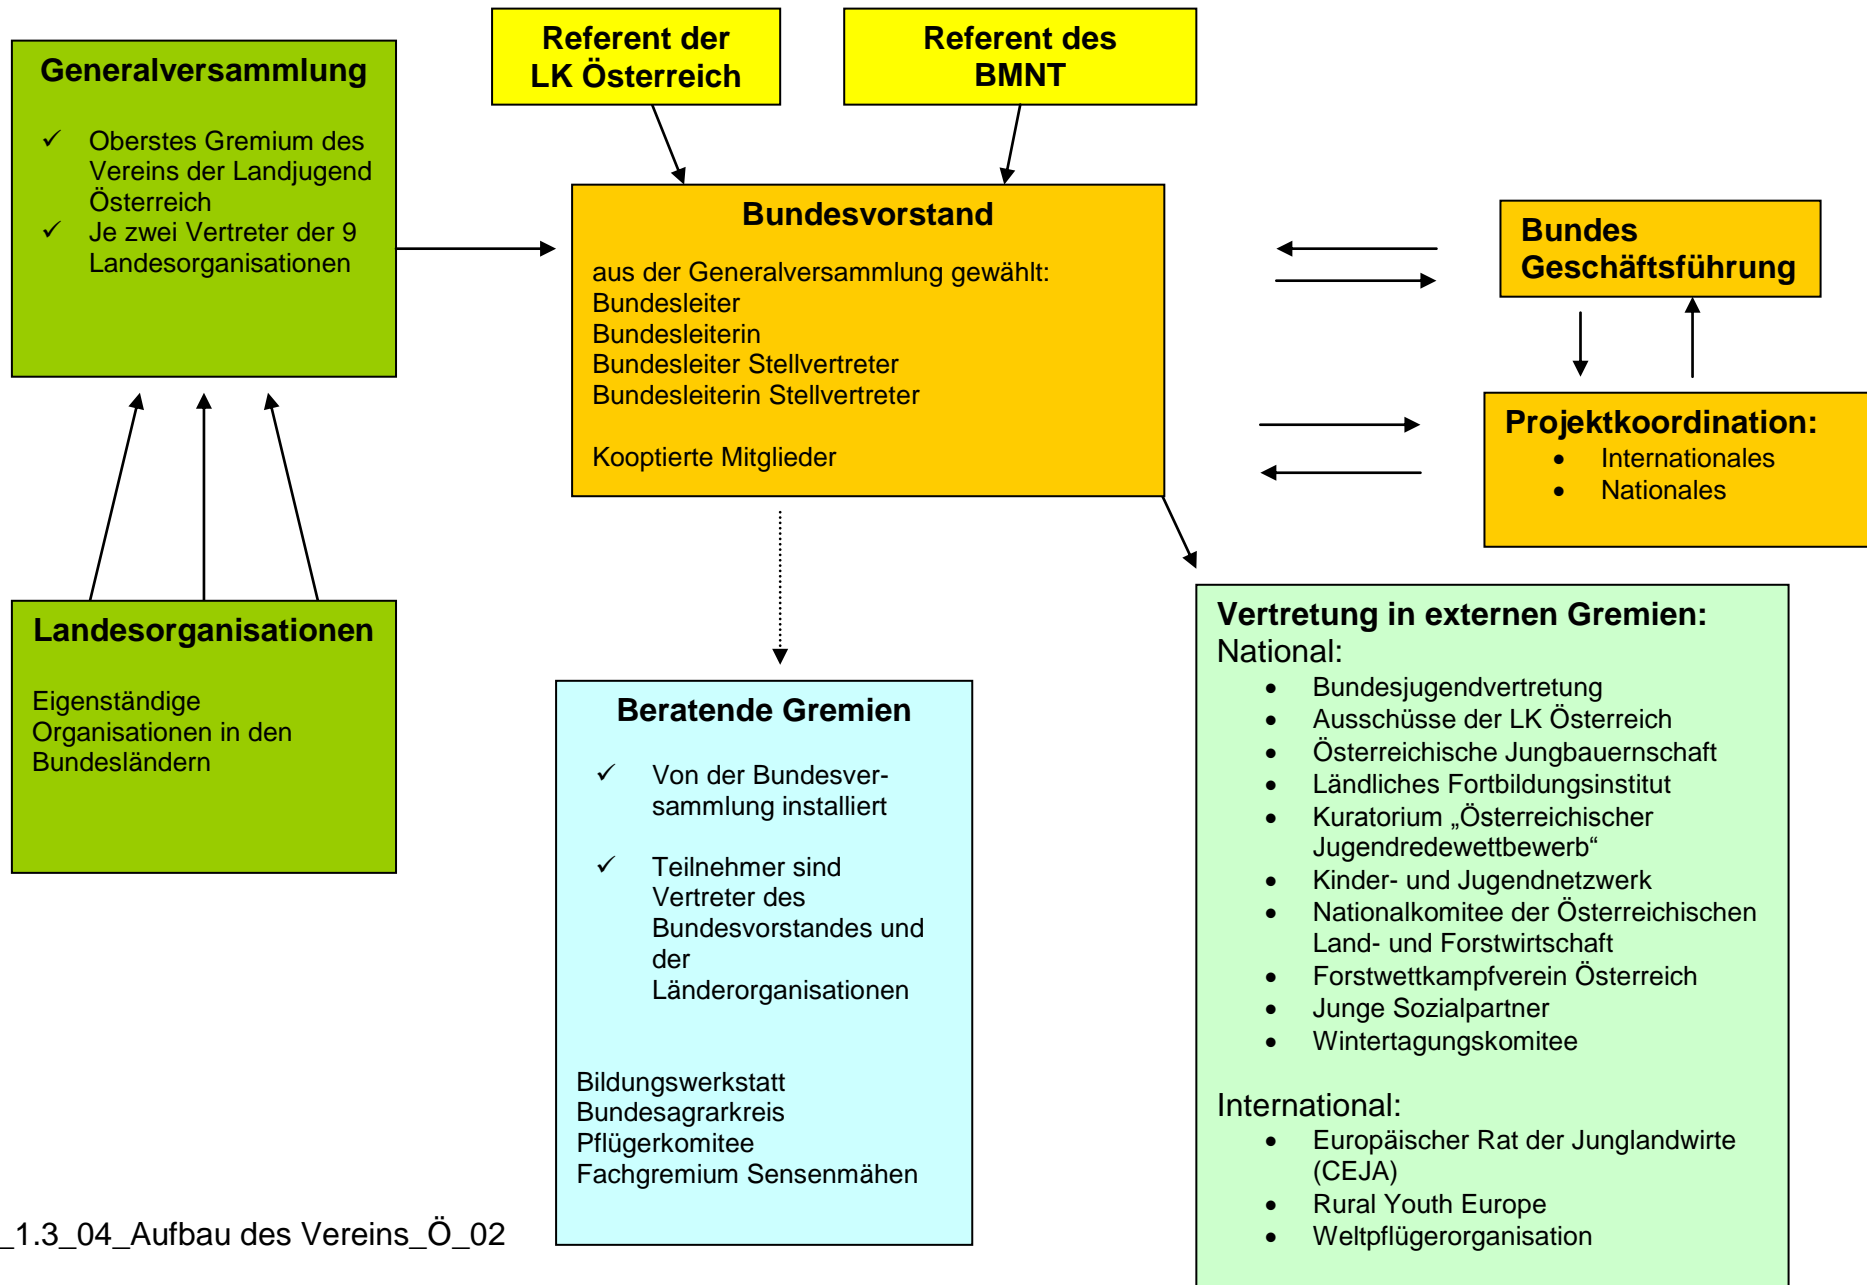 Generalversammlung
✓ Oberstes Gremium des
Vereins der Landjugend
Österreich
✓ Je zwei Vertreter der 9
Landesorganisationen
Referent der
LK Österreich
Referent des
BMNT
Bundesvorstand
aus der Generalversammlung gewählt:
Bundesleiter
Bundesleiterin
Bundesleiter Stellvertreter
Bundesleiterin Stellvertreter
Kooptierte Mitglieder
Bundes
Geschäftsführung
Projektkoordination:
• Internationales
• Nationales
Landesorganisationen
Eigenständige
Organisationen in den
Bundesländern
Beratende Gremien
✓ Von der Bundesver-
sammlung installiert
✓ Teilnehmer sind
Vertreter des
Bundesvorstandes und
der
Länderorganisationen
Bildungswerkstatt
Bundesagrarkreis
Pflügerkomitee
Fachgremium Sensenmähen
Vertretung in externen Gremien:
National:
• Bundesjugendvertretung
• Ausschüsse der LK Österreich
• Österreichische Jungbauernschaft
• Ländliches Fortbildungsinstitut
• Kuratorium „Österreichischer
Jugendredewettbewerb“
• Kinder- und Jugendnetzwerk
• Nationalkomitee der Österreichischen
Land- und Forstwirtschaft
• Forstwettkampfverein Österreich
• Junge Sozialpartner
• Wintertagungskomitee
International:
• Europäischer Rat der Junglandwirte
(CEJA)
• Rural Youth Europe
• Weltpflügerorganisation
_1.3_04_Aufbau des Vereins_Ö_02